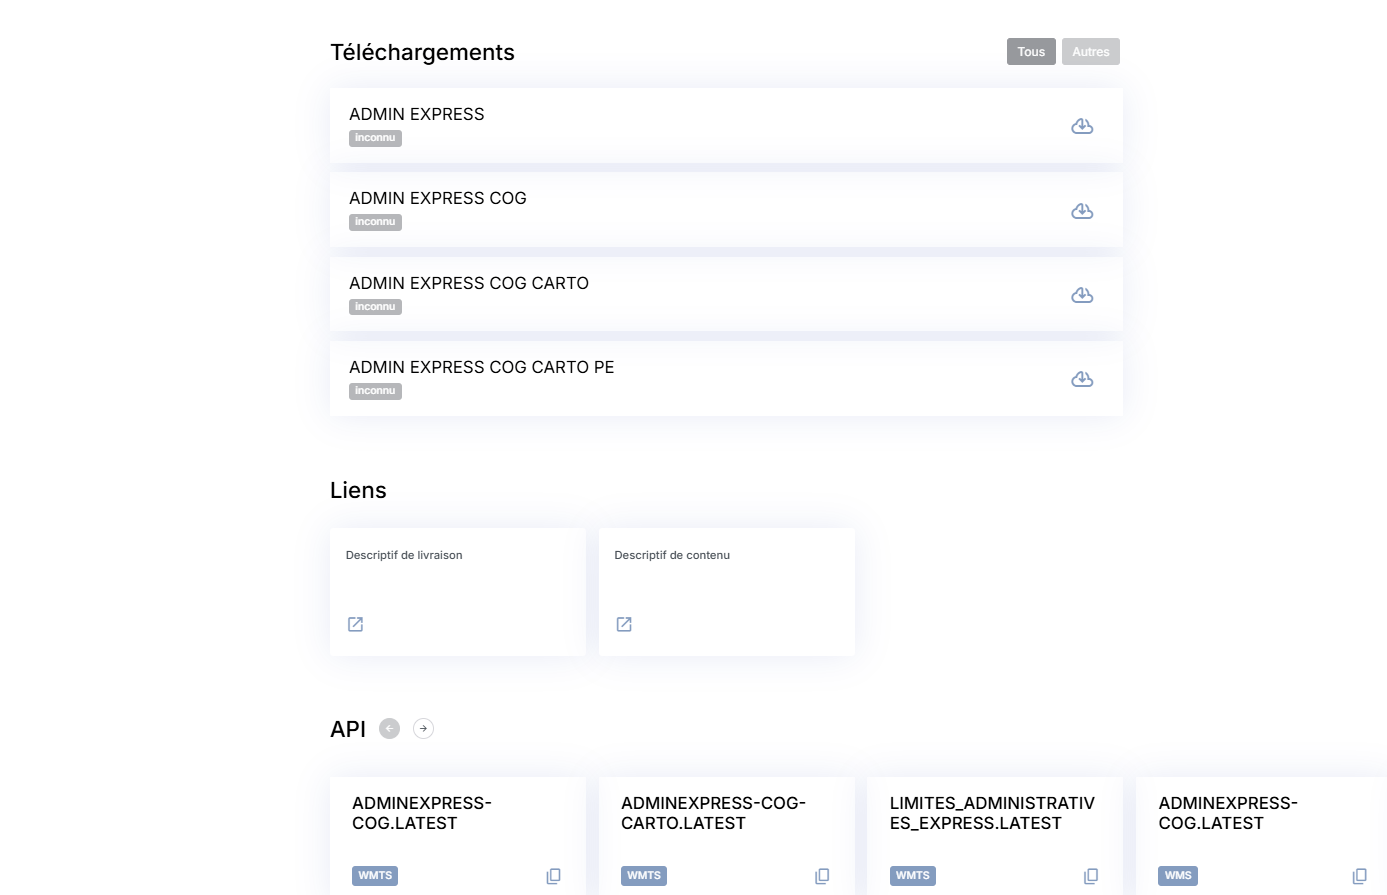 Téléchargements
Tous
Autres
ADMIN EXPRESS
inconnu
ADMIN EXPRESS COG
inconnu
ADMIN EXPRESS COG CARTO
inconnu
ADMIN EXPRESS COG CARTO PE
inconnu
Liens
Descriptif de livraison
Descriptif de contenu
API
ADMINEXPRESS-
COG.LATEST
WMTS
ADMINEXPRESS-COG-
CARTO.LATEST
WMTS
LIMITES_ADMINISTRATIV
ES_EXPRESS.LATEST
WMTS
ADMINEXPRESS-
COG.LATEST
WMS